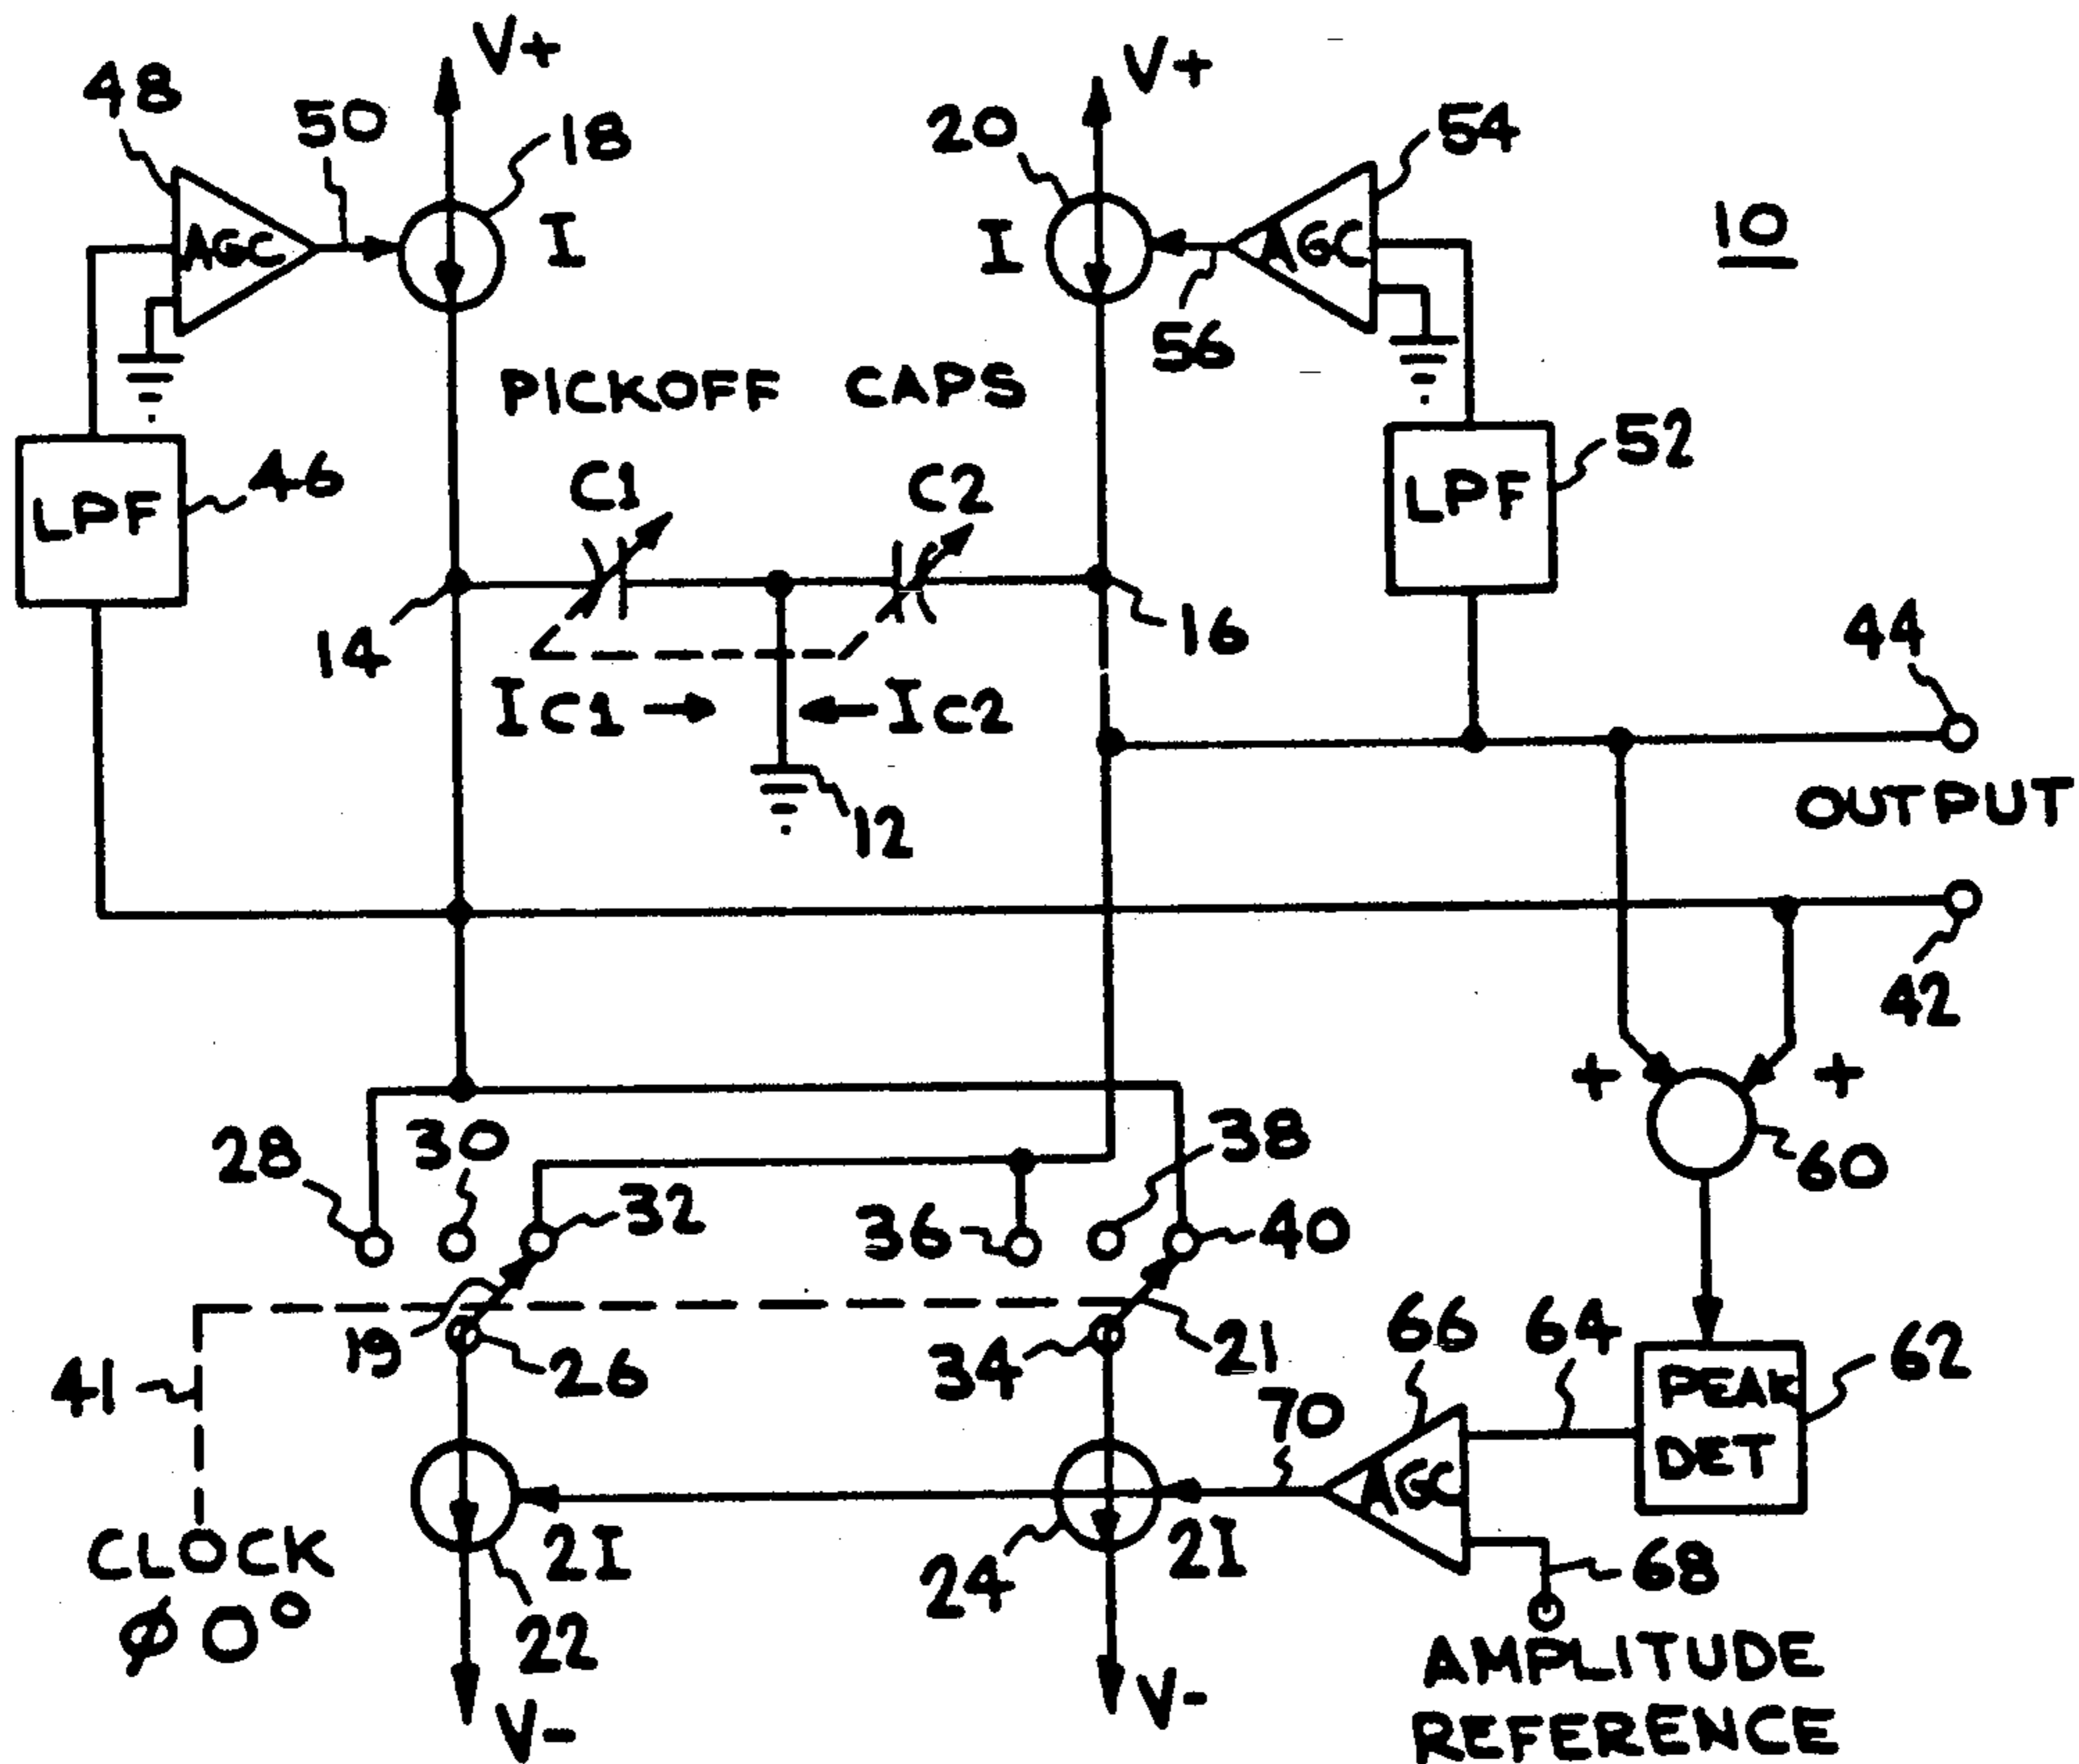 V+
V+
48
50
18
20
54
I
I
AGC
AGC
10
56
PICKOFF CAPS
LPF
46
C1
C2
LPF
52
14
16
44
IC1
IC2
12
OUTPUT
42
+
+
28
30
32
36
38
40
60
19
26
34
21
66
64
62
41
70
PEAK
DET
AGC
CLOCK
ϕ 0°
2I
22
24
2I
68
V-
V-
AMPLITUDE
REFERENCE